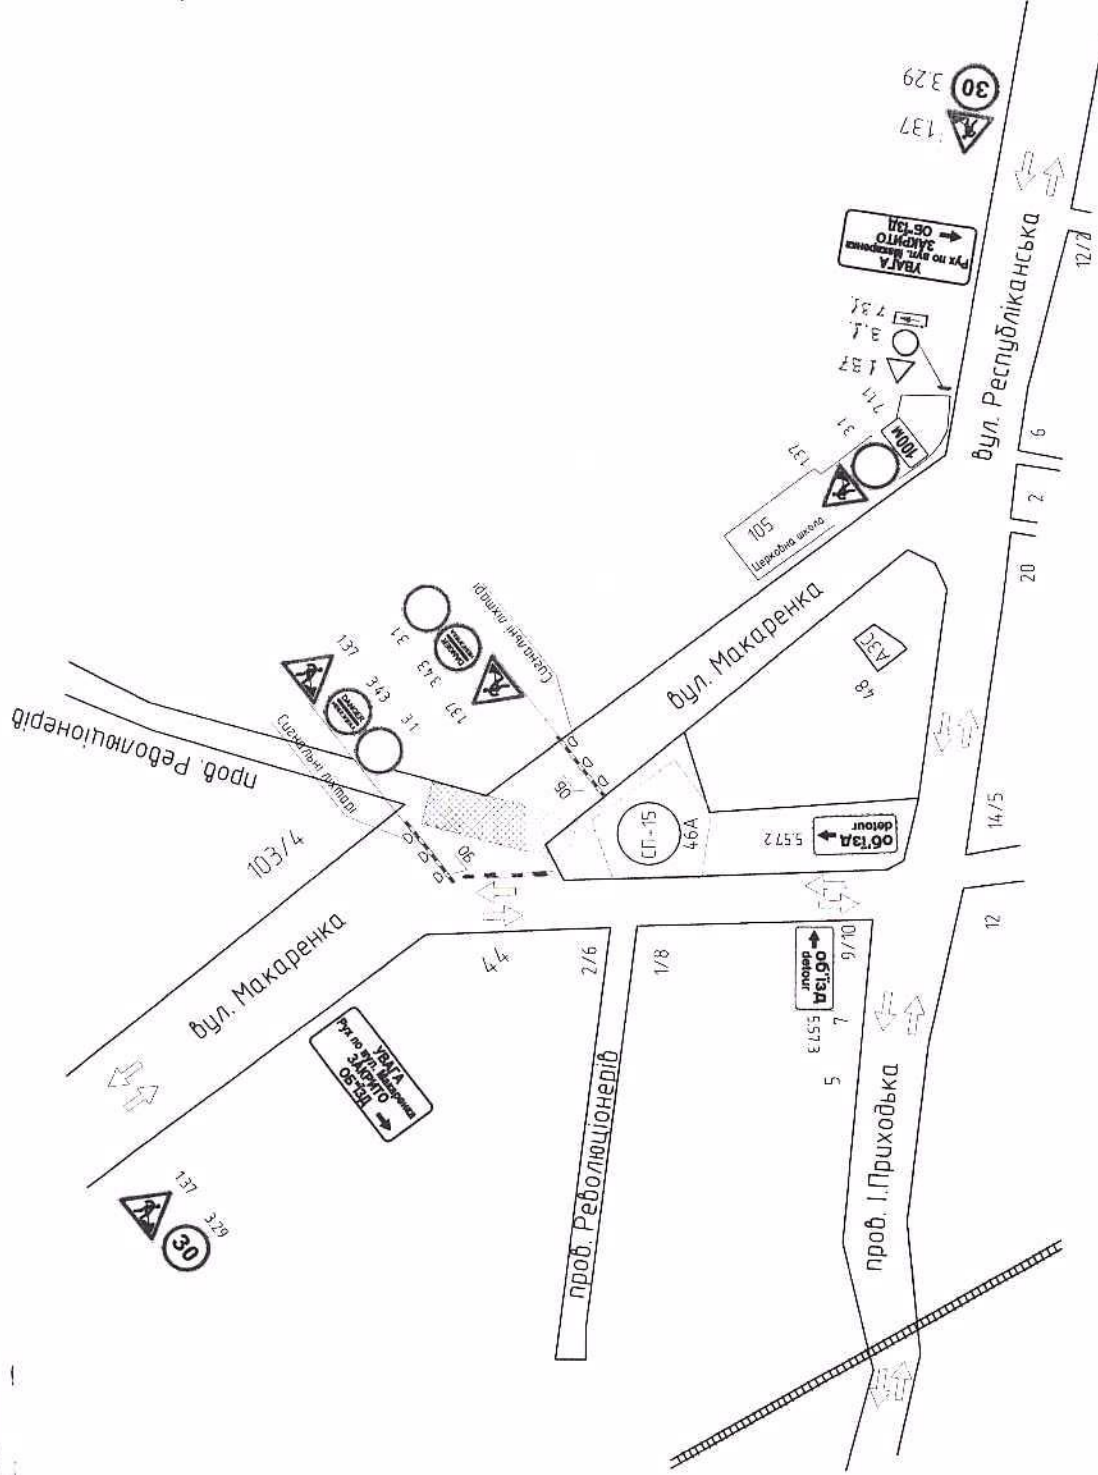 3.29
30
1.37
УВАГА
Рух по вул. Макаренка
ЗАКРИТО
ОБ'ЇЗД
12/2
вул. Республіканська
1.37
7.1.1
3.1
100м
1.37
6
2
20
105
Церковна школа
вул. Макаренка
АЗС
48
Сигнальні ліхтарі
3.1
3.43
1.37
DANGER
1.37
3.43
3.1
DANGER
Сигнальні ліхтарі
пров. Революціонерів
103/4
СП-15
46А
5.57.2
об'їзд
detour
14/5
12
вул. Макаренка
44
2/6
1/8
9/10
об'їзд
detour
5.57.3
7
5
УВАГА
Рух по вул. Макаренка
ЗАКРИТО
ОБ'ЇЗД
1.37
3.29
30
пров. Революціонерів
пров. І.Приходька